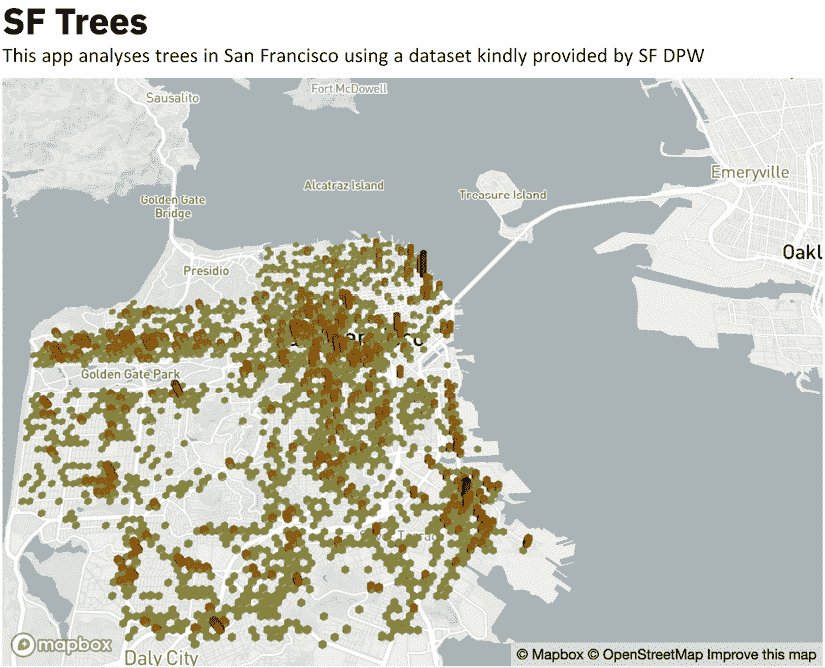 SF Trees
This app analyses trees in San Francisco using a dataset kindly provided by SF DPW
Fort McDowell
Sausalito
Emeryville
Alcatraz Island
Treasure Island
Golden Gate
Bridge
Oakl
Presidio
Golden Gate Park
mapbox
© Mapbox © OpenStreetMap Improve this map
Daly City